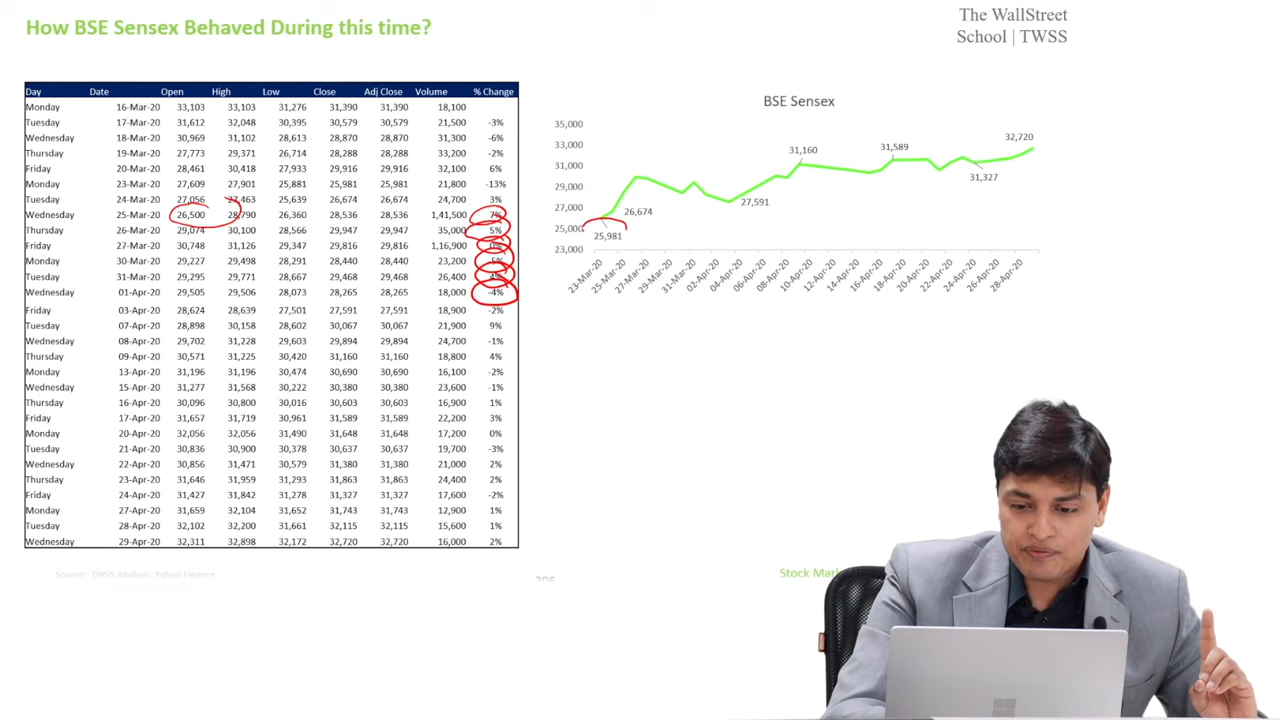 How BSE Sensex Behaved During this time?
The WallStreet
School | TWSS
Day Date Open High Low Close Adj Close Volume % Change
Monday 16-Mar-20 33,103 33,103 31,276 31,390 31,390 18,100
Tuesday 17-Mar-20 31,612 32,048 30,395 30,579 30,579 21,500 -3%
Wednesday 18-Mar-20 30,969 31,102 28,613 28,870 28,870 31,300 -6%
Thursday 19-Mar-20 27,773 29,371 26,714 28,288 28,288 33,200 -2%
Friday 20-Mar-20 28,461 30,418 27,933 29,916 29,916 32,100 6%
Monday 23-Mar-20 27,609 27,901 25,881 25,981 25,981 21,800 -13%
Tuesday 24-Mar-20 27,056 27,463 25,639 26,674 26,674 24,700 3%
Wednesday 25-Mar-20 26,500 28,790 26,360 28,536 28,536 1,41,500 7%
Thursday 26-Mar-20 29,074 30,100 28,566 29,947 29,947 35,000 5%
Friday 27-Mar-20 30,748 31,126 29,347 29,816 29,816 1,16,900 0%
Monday 30-Mar-20 29,227 29,498 28,291 28,440 28,440 23,200 -5%
Tuesday 31-Mar-20 29,295 29,771 28,667 29,468 29,468 26,400 4%
Wednesday 01-Apr-20 29,505 29,506 28,073 28,265 28,265 18,000 -4%
Friday 03-Apr-20 28,624 28,639 27,501 27,591 27,591 18,900 -2%
Tuesday 07-Apr-20 28,898 30,158 28,602 30,067 30,067 21,900 9%
Wednesday 08-Apr-20 29,702 31,228 29,603 29,894 29,894 24,700 -1%
Thursday 09-Apr-20 30,571 31,225 30,420 31,160 31,160 18,800 4%
Monday 13-Apr-20 31,196 31,196 30,474 30,690 30,690 16,100 -2%
Wednesday 15-Apr-20 31,277 31,568 30,222 30,380 30,380 23,600 -1%
Thursday 16-Apr-20 30,096 30,800 30,016 30,603 30,603 16,900 1%
Friday 17-Apr-20 31,657 31,719 30,961 31,589 31,589 22,200 3%
Monday 20-Apr-20 32,056 32,056 31,490 31,648 31,648 17,200 0%
Tuesday 21-Apr-20 30,836 30,900 30,378 30,637 30,637 19,700 -3%
Wednesday 22-Apr-20 30,856 31,471 30,579 31,380 31,380 21,000 2%
Thursday 23-Apr-20 31,646 31,959 31,293 31,863 31,863 24,400 2%
Friday 24-Apr-20 31,427 31,842 31,278 31,327 31,327 17,600 -2%
Monday 27-Apr-20 31,659 32,104 31,652 31,743 31,743 12,900 1%
Tuesday 28-Apr-20 32,102 32,200 31,661 32,115 32,115 15,600 1%
Wednesday 29-Apr-20 32,311 32,898 32,172 32,720 32,720 16,000 2%
BSE Sensex
35,000
33,000
31,000
29,000
27,000
25,000
23,000
25,981
26,674
27,591
31,160
31,589
31,327
32,720
23-Mar-20 25-Mar-20 27-Mar-20 29-Mar-20 31-Mar-20 02-Apr-20 04-Apr-20 06-Apr-20 08-Apr-20 10-Apr-20 12-Apr-20 14-Apr-20 16-Apr-20 18-Apr-20 20-Apr-20 22-Apr-20 24-Apr-20 26-Apr-20 28-Apr-20
Source:: TWSS Analysis, Yahoo Finance
Stock